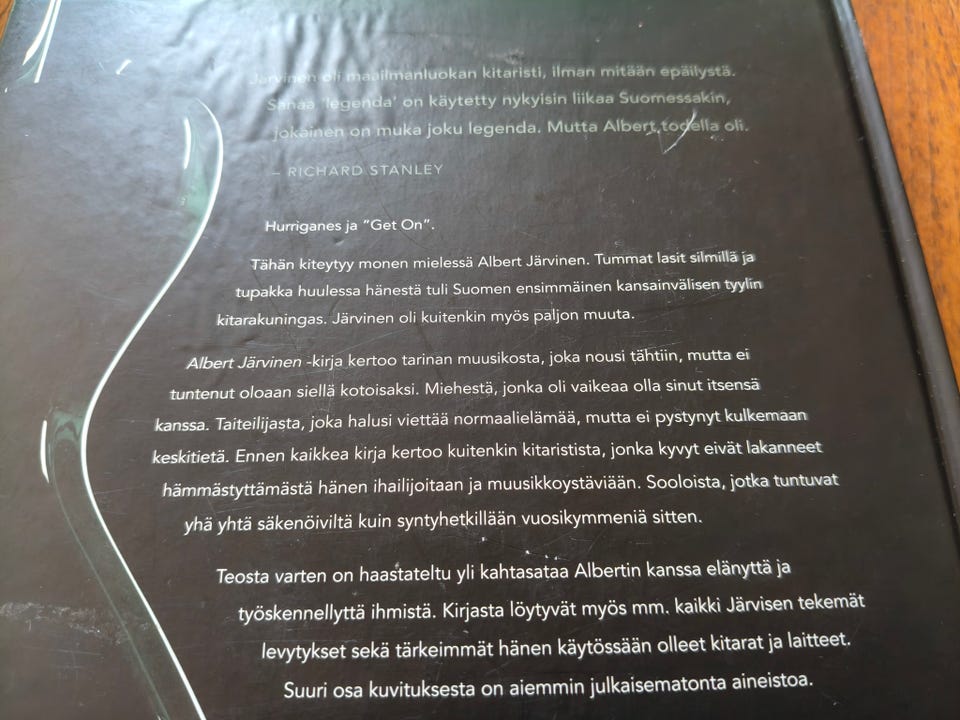 Järvinen oli maailmanluokan kitaristi, ilman mitään epäilystä.
Sanaa 'legenda' on käytetty nykyisin liikaa Suomessakin,
jokainen on muka joku legenda. Mutta Albert todella oli.
– RICHARD STANLEY
Hurriganes ja "Get On".
Tähän kiteytyy monen mielessä Albert Järvinen. Tummat lasit silmillä ja
tupakka huulessa hänestä tuli Suomen ensimmäinen kansainvälisen tyylin
kitarakuningas. Järvinen oli kuitenkin myös paljon muuta.
Albert Järvinen -kirja kertoo tarinan muusikosta, joka nousi tähtiin, mutta ei
tuntenut oloaan siellä kotoisaksi. Miehestä, jonka oli vaikeaa olla sinut itsensä
kanssa. Taiteilijasta, joka halusi viettää normaalielämää, mutta ei pystynyt kulkemaan
keskitietä. Ennen kaikkea kirja kertoo kuitenkin kitaristista, jonka kyvyt eivät lakanneet
hämmästyttämästä hänen ihailijoitaan ja muusikkoystäviään. Sooloista, jotka tuntuvat
yhä yhtä säkenöiviltä kuin syntyhetkillään vuosikymmeniä sitten.
Teosta varten on haastateltu yli kahtasataa Albertin kanssa elänyttä ja
työskennellyttä ihmistä. Kirjasta löytyvät myös mm. kaikki Järvisen tekemät
levytykset sekä tärkeimmät hänen käytössään olleet kitarat ja laitteet.
Suuri osa kuvituksesta on aiemmin julkaisematonta aineistoa.